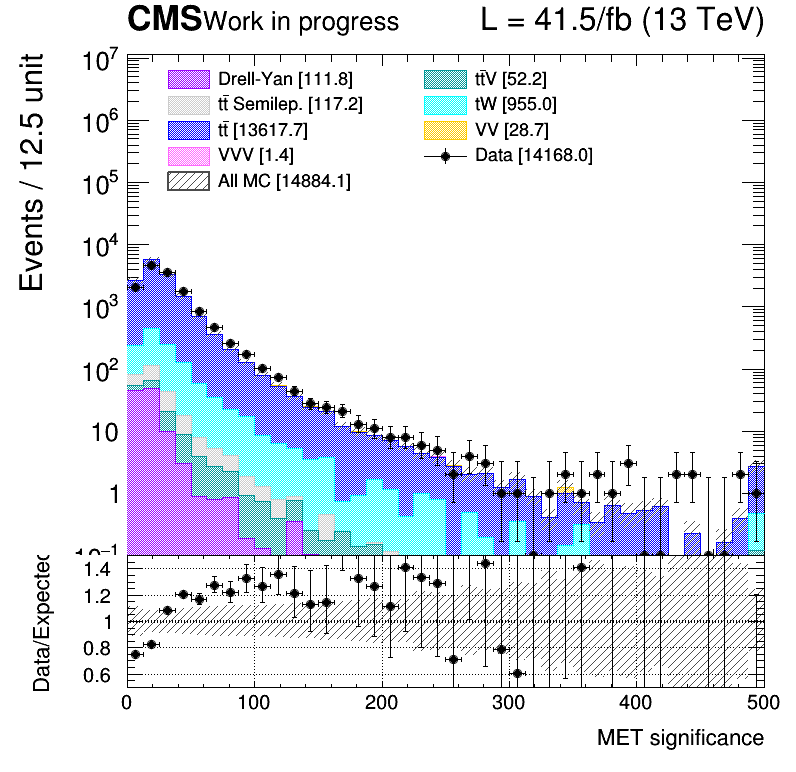 CMS Work in progress L = 41.5/fb (13 TeV)
Events / 12.5 unit
10⁷
10⁶
10⁵
10⁴
10³
10²
10
1
10⁻¹
Drell-Yan [111.8]
tt̄ Semilep. [117.2]
tt̄ [13617.7]
VVV [1.4]
All MC [14884.1]
tt̄V [52.2]
tW [955.0]
VV [28.7]
Data [14168.0]
Data/Expected
1.4
1.2
1
0.8
0.6
0 100 200 300 400 500
MET significance